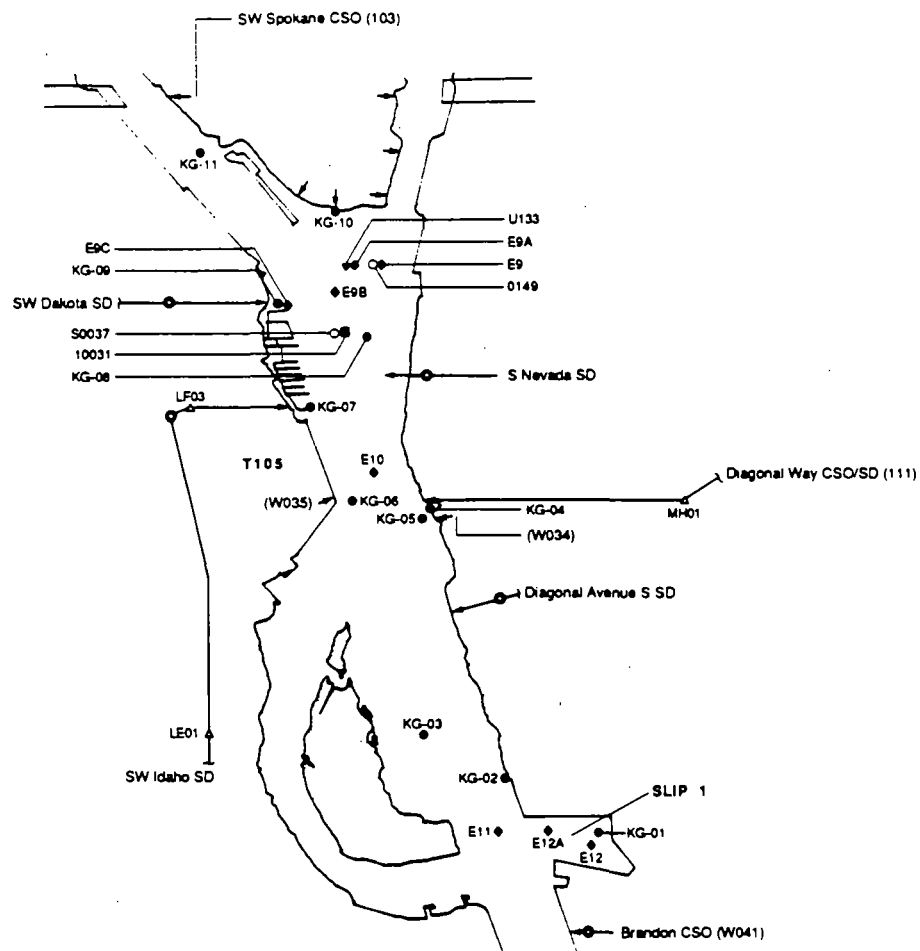 SW Spokane CSO (103)
KG-11
KG-10
U133
E9C
E9A
KG-09
E9
E9B
0149
SW Dakota SD
S0037
10031
KG-08
S Nevada SD
LF03
KG-07
T105
E10
Diagonal Way CSO/SD (111)
(W035)
KG-06
KG-04
MH01
KG-05
(W034)
Diagonal Avenue S SD
KG-03
LE01
SW Idaho SD
KG-02
SLIP 1
E11
E12A
KG-01
E12
Brandon CSO (W041)